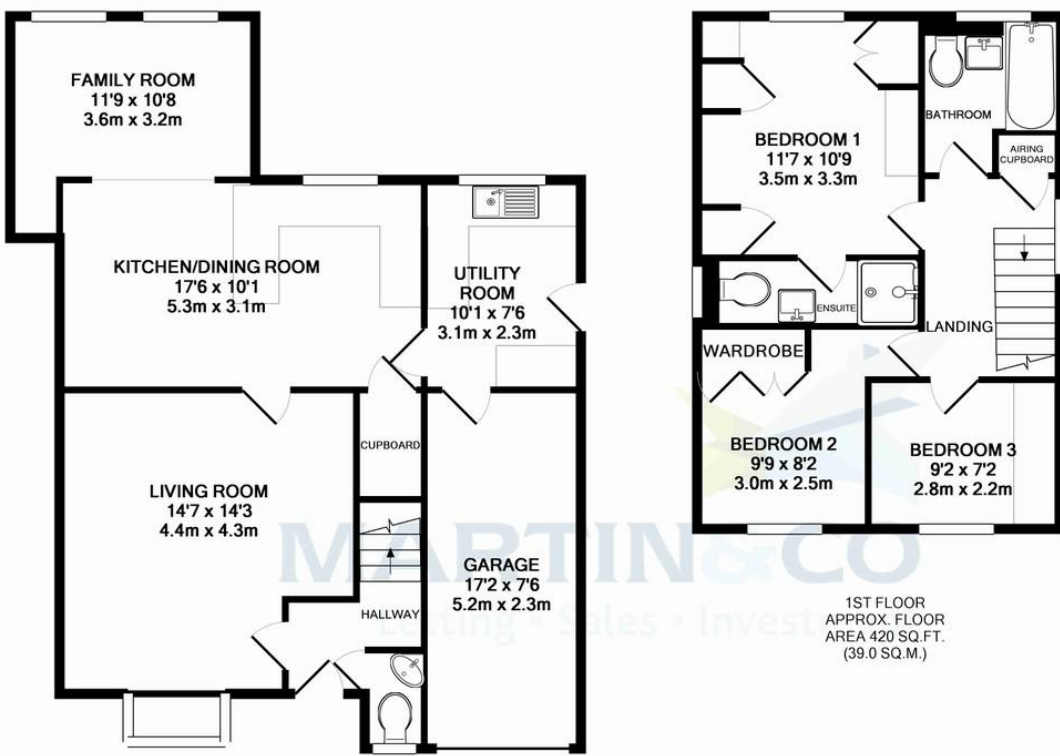 FAMILY ROOM
11'9 x 10'8
3.6m x 3.2m
KITCHEN/DINING ROOM
17'6 x 10'1
5.3m x 3.1m
UTILITY
ROOM
10'1 x 7'6
3.1m x 2.3m
CUPBOARD
LIVING ROOM
14'7 x 14'3
4.4m x 4.3m
GARAGE
17'2 x 7'6
5.2m x 2.3m
HALLWAY
BEDROOM 1
11'7 x 10'9
3.5m x 3.3m
BATHROOM
AIRING
CUPBOARD
ENSUITE
LANDING
WARDROBE
BEDROOM 2
9'9 x 8'2
3.0m x 2.5m
BEDROOM 3
9'2 x 7'2
2.8m x 2.2m
MARTIN&CO
Letting • Sales • Invest
1ST FLOOR
APPROX. FLOOR
AREA 420 SQ.FT.
(39.0 SQ.M.)